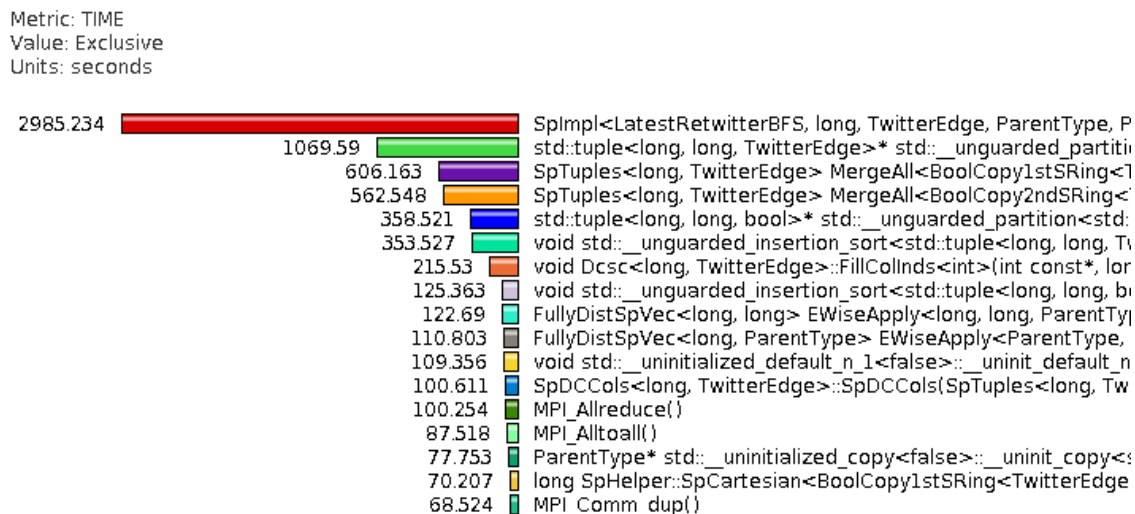 Metric: TIME
Value: Exclusive
Units: seconds
2985.234 SpImpl<LatestRetwitterBFS, long, TwitterEdge, ParentType, P
1069.59 std::tuple<long, long, TwitterEdge>* std::__unguarded_partiti
606.163 SpTuples<long, TwitterEdge> MergeAll<BoolCopy1stSRing<T
562.548 SpTuples<long, TwitterEdge> MergeAll<BoolCopy2ndSRing<
358.521 std::tuple<long, long, bool>* std::__unguarded_partition<std:
353.527 void std::__unguarded_insertion_sort<std::tuple<long, long, Tw
215.53 void Dcsc<long, TwitterEdge>::FillColInds<int>(int const*, lon
125.363 void std::__unguarded_insertion_sort<std::tuple<long, long, b
122.69 FullyDistSpVec<long, long> EWiseApply<long, long, ParentTyp
110.803 FullyDistSpVec<long, ParentType> EWiseApply<ParentType,
109.356 void std::__uninitialized_default_n_1<false>::__uninit_default_n
100.611 SpDCCols<long, TwitterEdge>::SpDCCols(SpTuples<long, Tw
100.254 MPI_Allreduce()
87.518 MPI_Alltoall()
77.753 ParentType* std::__uninitialized_copy<false>::__uninit_copy<s
70.207 long SpHelper::SpCartesian<BoolCopy1stSRing<TwitterEdge
68.524 MPI_Comm_dup()